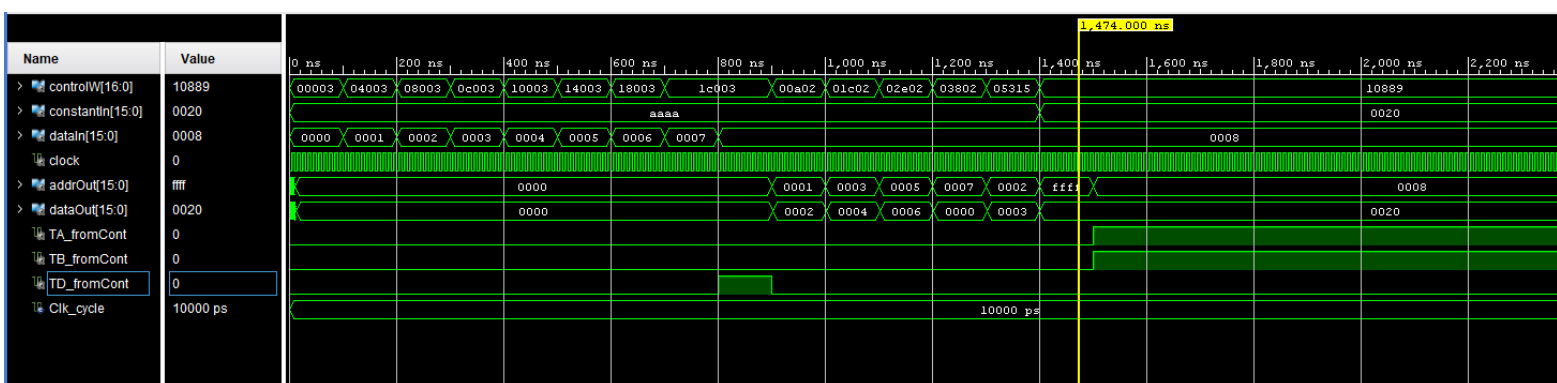 1,474.000 ns
Name Value 0 ns 200 ns 400 ns 600 ns 800 ns 1,000 ns 1,200 ns 1,400 ns 1,600 ns 1,800 ns 2,000 ns 2,200 ns
controlW[16:0] 10889 00003 04003 08003 0c003 10003 14003 18003 1c003 00a02 01c02 02e02 03802 05315 10889
constantIn[15:0] 0020 aaaa 0020
dataIn[15:0] 0008 0000 0001 0002 0003 0004 0005 0006 0007 0008
clock 0
addrOut[15:0] ffff 0000 0001 0003 0005 0007 0002 ffff 0008
dataOut[15:0] 0020 0000 0002 0004 0006 0000 0003 0020
TA_fromCont 0
TB_fromCont 0
TD_fromCont 0
Clk_cycle 10000 ps 10000 ps